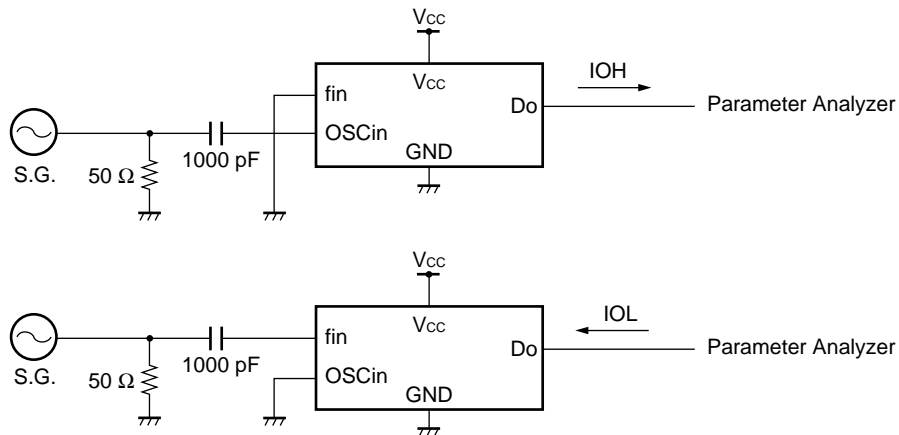 VCC
IOH
VCC
fin
Do
Parameter Analyzer
OSCin
GND
1000 pF
S.G.
50 Ω
VCC
IOL
VCC
fin
Do
Parameter Analyzer
1000 pF
OSCin
S.G.
50 Ω
GND